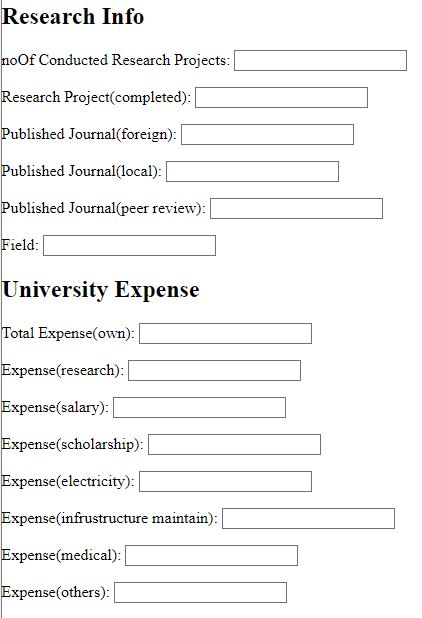 Research Info
noOf Conducted Research Projects:
Research Project(completed):
Published Journal(foreign):
Published Journal(local):
Published Journal(peer review):
Field:
University Expense
Total Expense(own):
Expense(research):
Expense(salary):
Expense(scholarship):
Expense(electricity):
Expense(infrustructure maintain):
Expense(medical):
Expense(others):